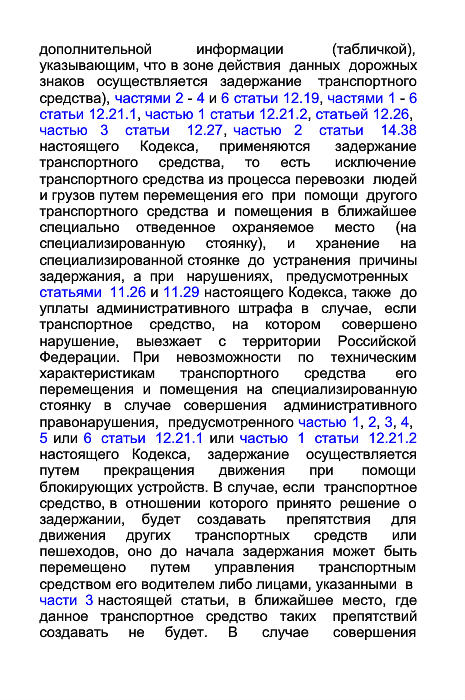 дополнительной информации (табличкой),
указывающим, что в зоне действия данных дорожных
знаков осуществляется задержание транспортного
средства), частями 2 - 4 и 6 статьи 12.19, частями 1 - 6
статьи 12.21.1, частью 1 статьи 12.21.2, статьей 12.26,
частью 3 статьи 12.27, частью 2 статьи 14.38
настоящего Кодекса, применяются задержание
транспортного средства, то есть исключение
транспортного средства из процесса перевозки людей
и грузов путем перемещения его при помощи другого
транспортного средства и помещения в ближайшее
специально отведенное охраняемое место (на
специализированную стоянку), и хранение на
специализированной стоянке до устранения причины
задержания, а при нарушениях, предусмотренных
статьями 11.26 и 11.29 настоящего Кодекса, также до
уплаты административного штрафа в случае, если
транспортное средство, на котором совершено
нарушение, выезжает с территории Российской
Федерации. При невозможности по техническим
характеристикам транспортного средства его
перемещения и помещения на специализированную
стоянку в случае совершения административного
правонарушения, предусмотренного частью 1, 2, 3, 4,
5 или 6 статьи 12.21.1 или частью 1 статьи 12.21.2
настоящего Кодекса, задержание осуществляется
путем прекращения движения при помощи
блокирующих устройств. В случае, если транспортное
средство, в отношении которого принято решение о
задержании, будет создавать препятствия для
движения других транспортных средств или
пешеходов, оно до начала задержания может быть
перемещено путем управления транспортным
средством его водителем либо лицами, указанными в
части 3 настоящей статьи, в ближайшее место, где
данное транспортное средство таких препятствий
создавать не будет. В случае совершения